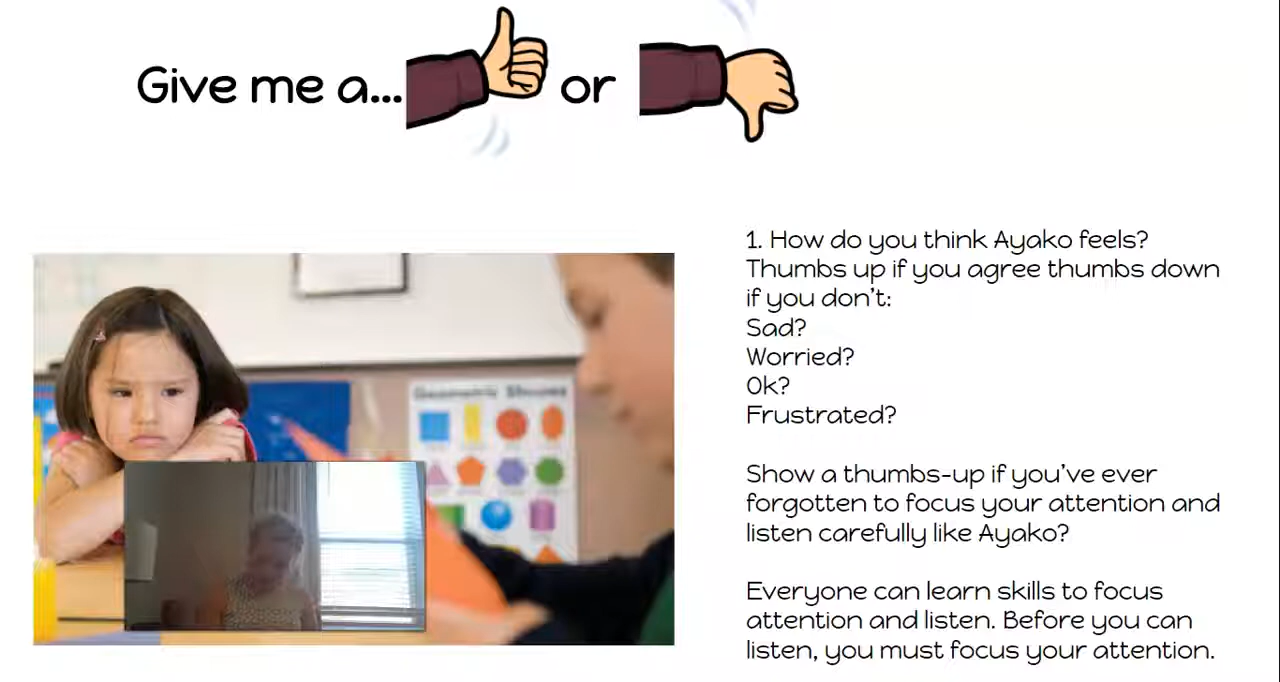 Give me a... or
1. How do you think Ayako feels?
Thumbs up if you agree thumbs down
if you don't:
Sad?
Worried?
Ok?
Frustrated?
Show a thumbs-up if you've ever
forgotten to focus your attention and
listen carefully like Ayako?
Everyone can learn skills to focus
attention and listen. Before you can
listen, you must focus your attention.
Geometric Shapes